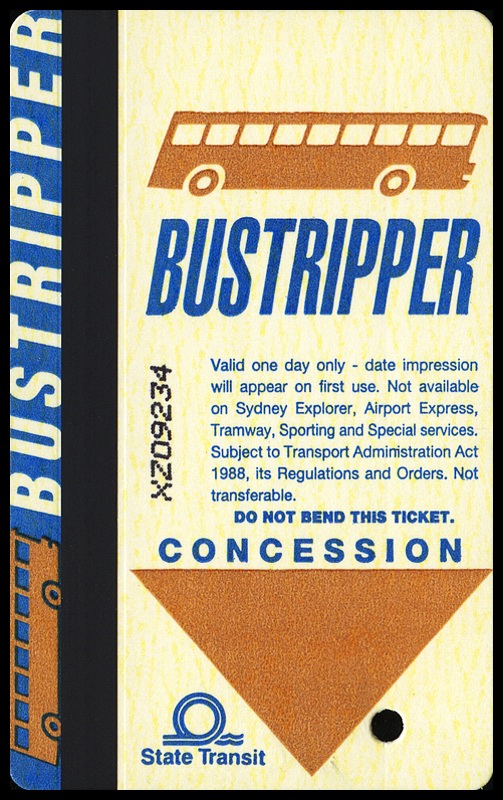 BUSTRIPPER
BUSTRIPPER
XZ09234
Valid one day only - date impression
will appear on first use. Not available
on Sydney Explorer, Airport Express,
Tramway, Sporting and Special services.
Subject to Transport Administration Act
1988, its Regulations and Orders. Not
transferable.
DO NOT BEND THIS TICKET.
CONCESSION
State Transit